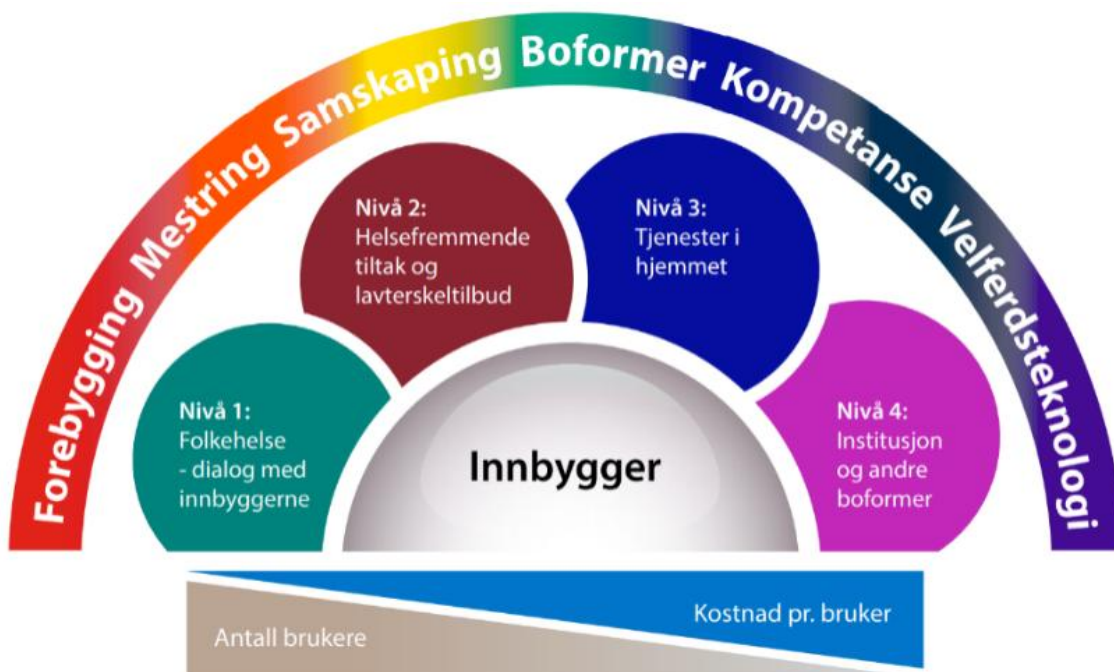 Forebygging Mestring Samskaping Boformer Kompetanse Velferdsteknologi
Nivå 1:
Folkehelse
- dialog med
innbyggerne
Nivå 2:
Helsefremmende
tiltak og
lavterskeltilbud
Nivå 3:
Tjenester i
hjemmet
Nivå 4:
Institusjon
og andre
boformer
Innbygger
Kostnad pr. bruker
Antall brukere